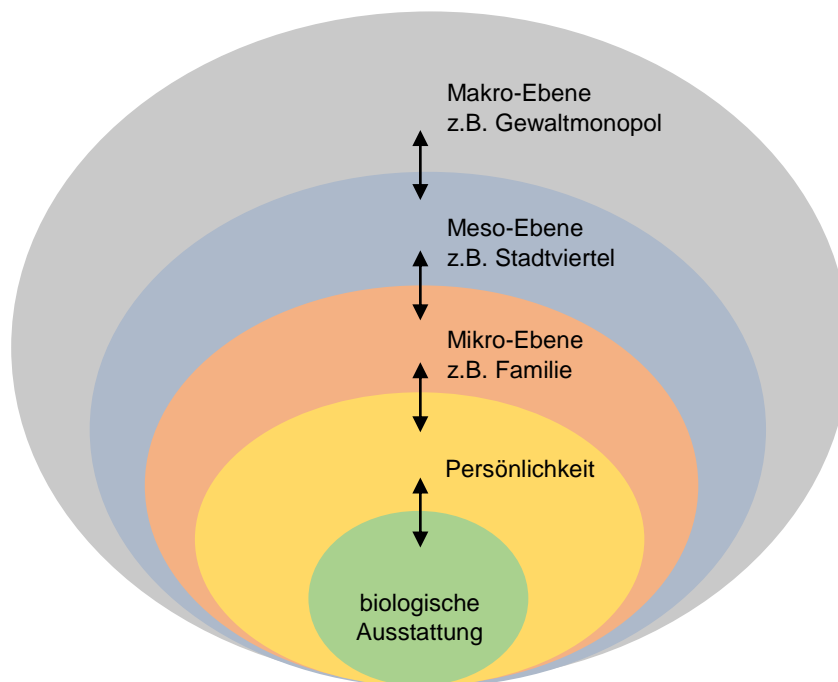 Makro-Ebene
z.B. Gewaltmonopol
Meso-Ebene
z.B. Stadtviertel
Mikro-Ebene
z.B. Familie
Persönlichkeit
biologische
Ausstattung